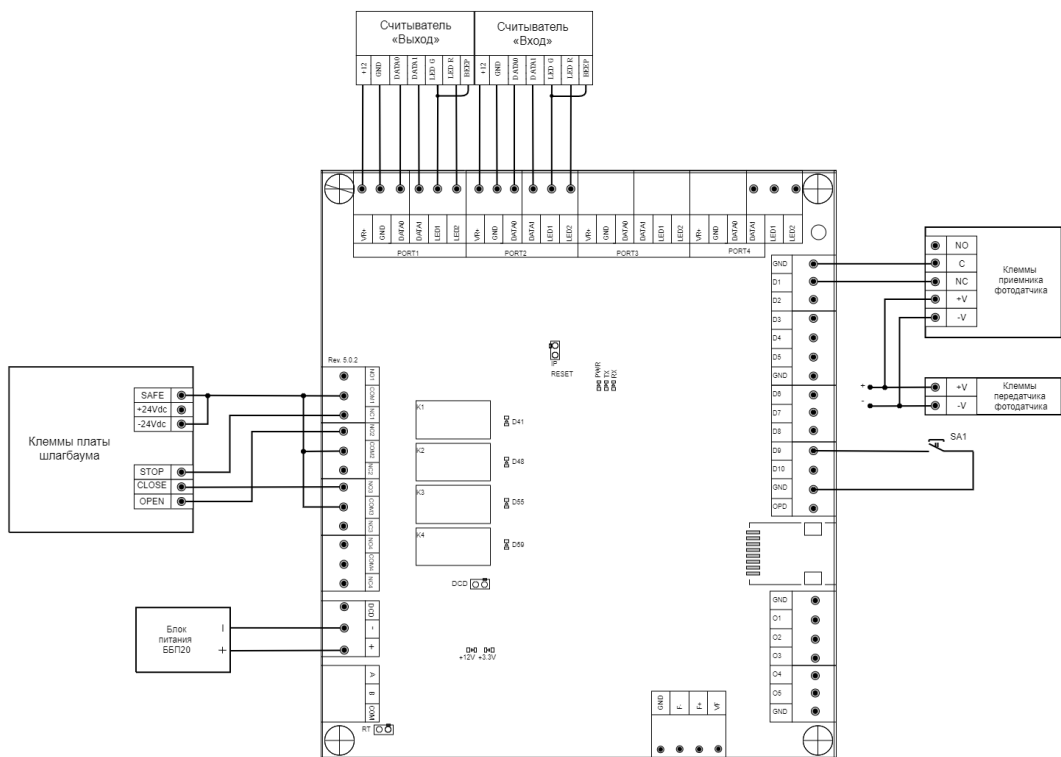 Считыватель
«Выход»
Считыватель
«Вход»
+12
GND
DATA0
DATA1
LED G
LED R
BEEP
+12
GND
DATA0
DATA1
LED G
LED R
BEEP
VR+
GND
DATA0
DATA1
LED1
LED2
VR+
GND
DATA0
DATA1
LED1
LED2
VR+
GND
DATA0
DATA1
LED1
LED2
VR+
GND
DATA0
DATA1
LED1
LED2
PORT1
PORT2
PORT3
PORT4
GND
D1
D2
D3
D4
D5
GND
D6
D7
D8
D9
D10
GND
OPD
NO
C
NC
+V
-V
Клеммы
приемника
фотодатчика
+
-
+V
-V
Клеммы
передатчика
фотодатчика
SA1
Rev. 5.0.2
RESET
PWR
TX
RX
Клеммы платы
шлагбаума
SAFE
+24Vdc
-24Vdc
STOP
CLOSE
OPEN
NO1
COM1
NC1
NO2
COM2
NC2
NO3
COM3
NC3
NO4
COM4
NC4
K1
K2
K3
K4
D41
D48
D55
D59
DCD
Блок
питания
ББП20
–
+
DCD
-
+
A
B
COM
RT
+12V
+3.3V
GND
O1
O2
O3
O4
O5
GND
GND
F-
F+
VF